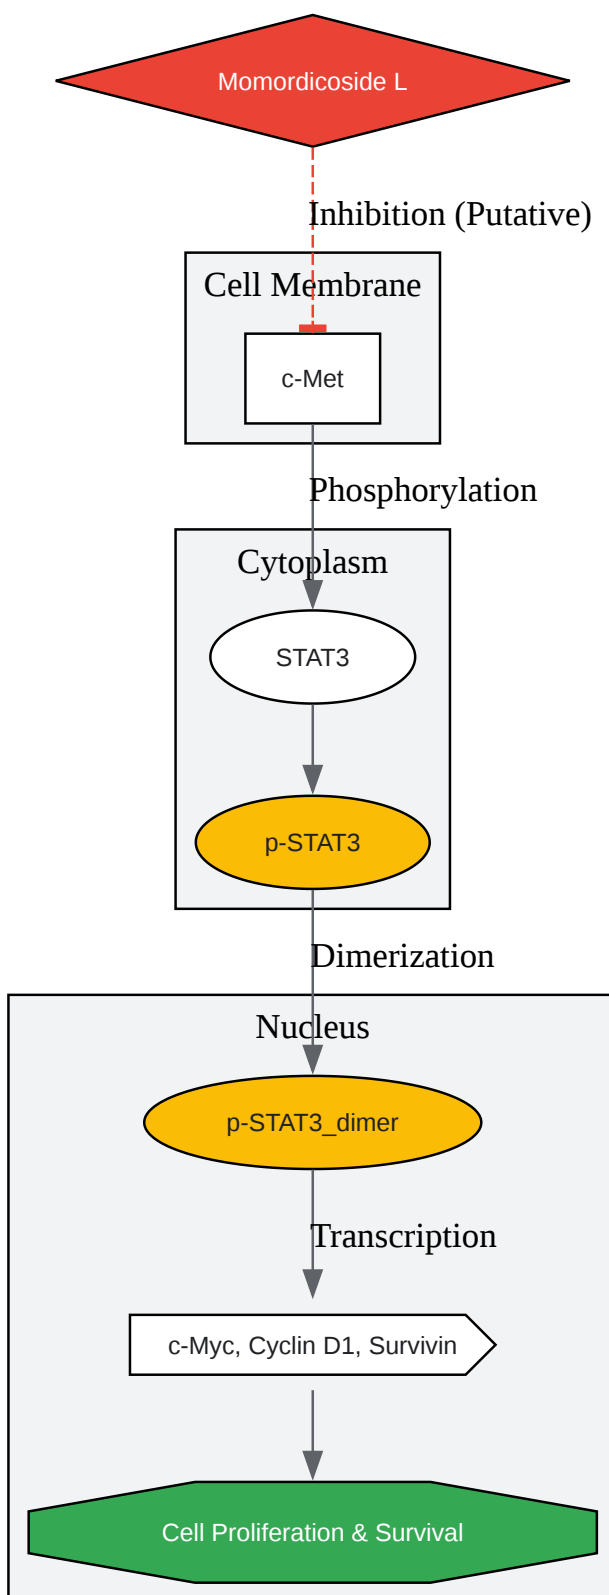 Momordicoside L
Inhibition (Putative)
Cell Membrane
c-Met
Phosphorylation
Cytoplasm
STAT3
p-STAT3
Dimerization
Nucleus
p-STAT3_dimer
Transcription
c-Myc, Cyclin D1, Survivin
Cell Proliferation & Survival